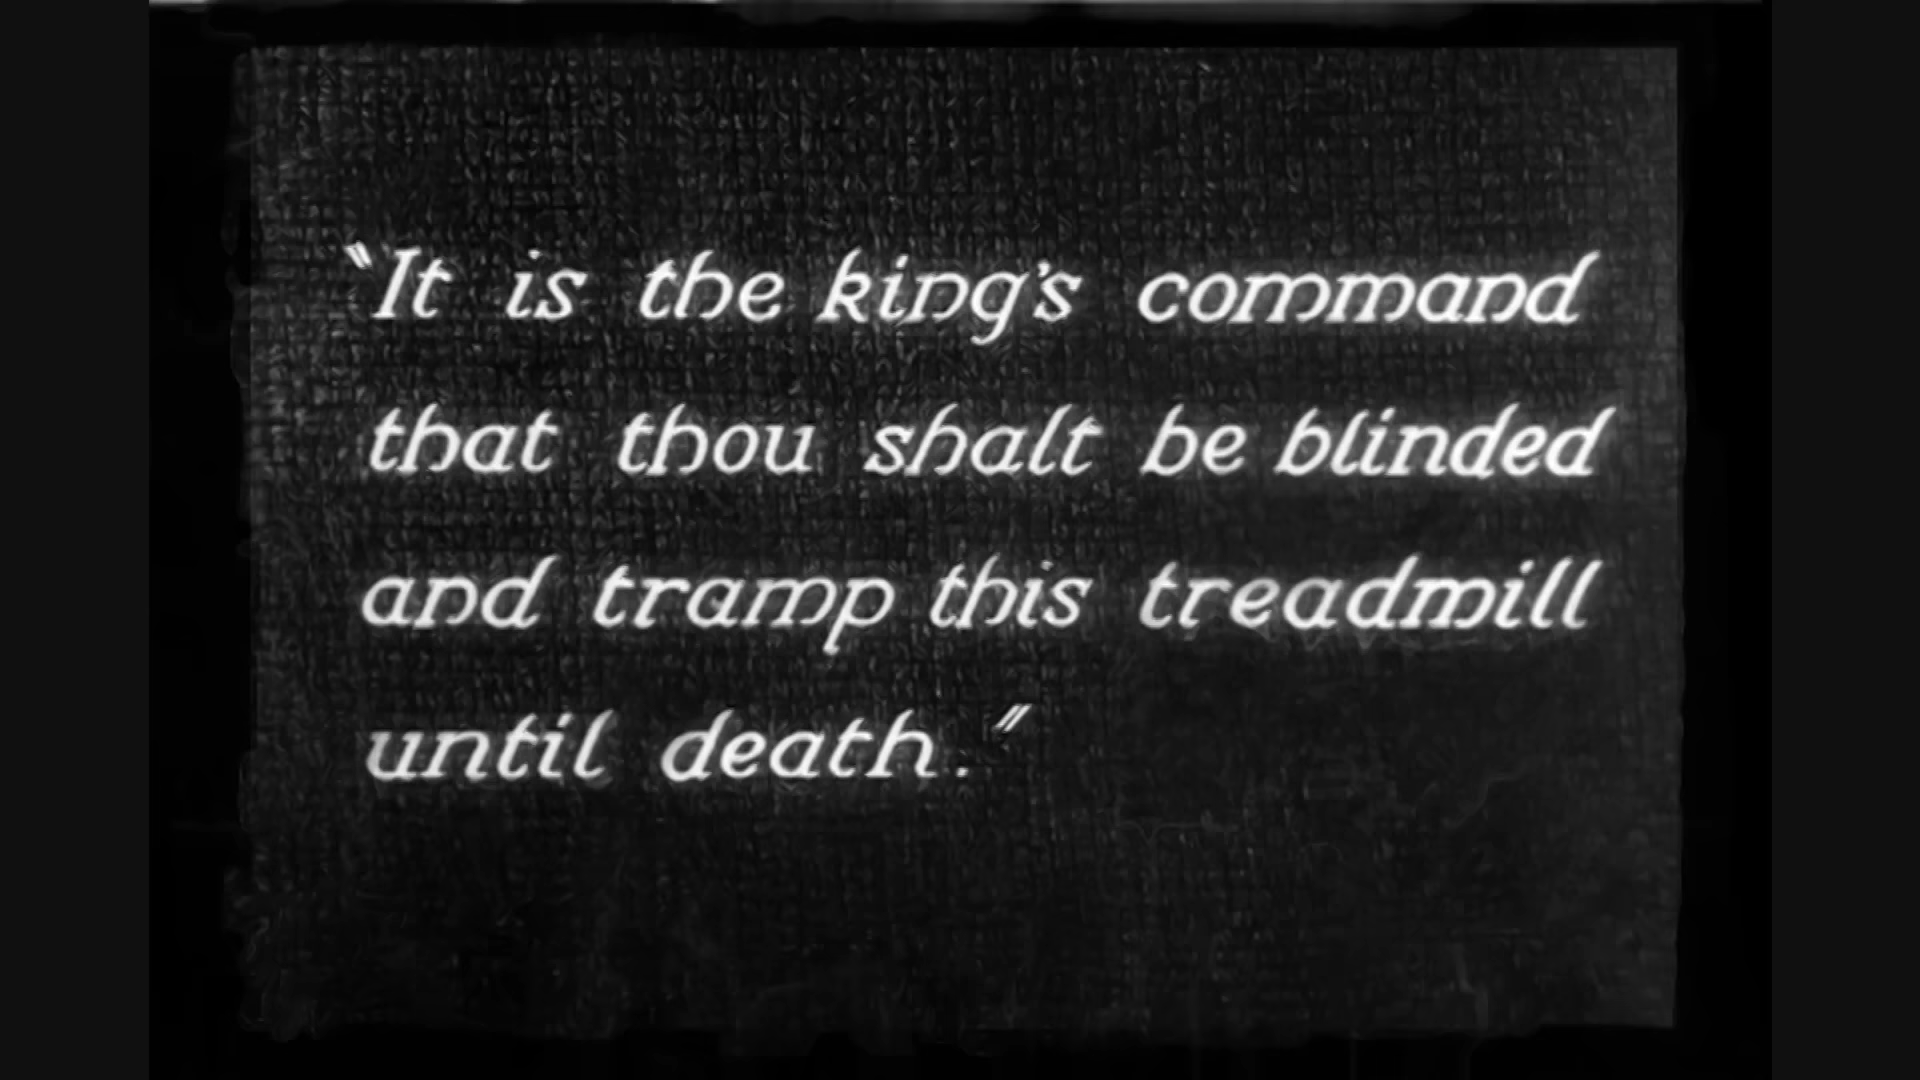 "It is the king's command
that thou shalt be blinded
and tramp this treadmill
until death."